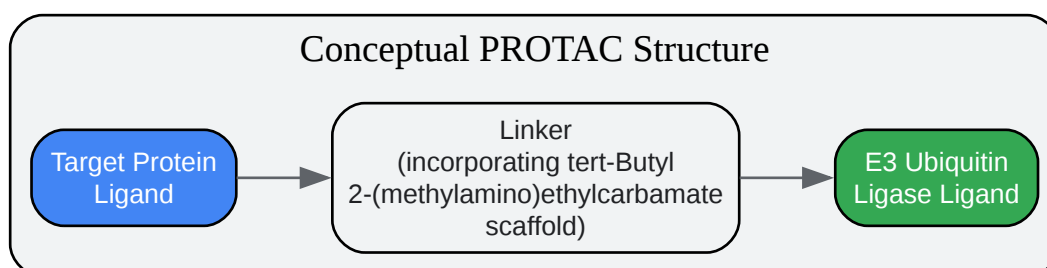 Conceptual PROTAC Structure
Target Protein
Ligand
Linker
(incorporating tert-Butyl
2-(methylamino)ethylcarbamate
scaffold)
E3 Ubiquitin
Ligase Ligand